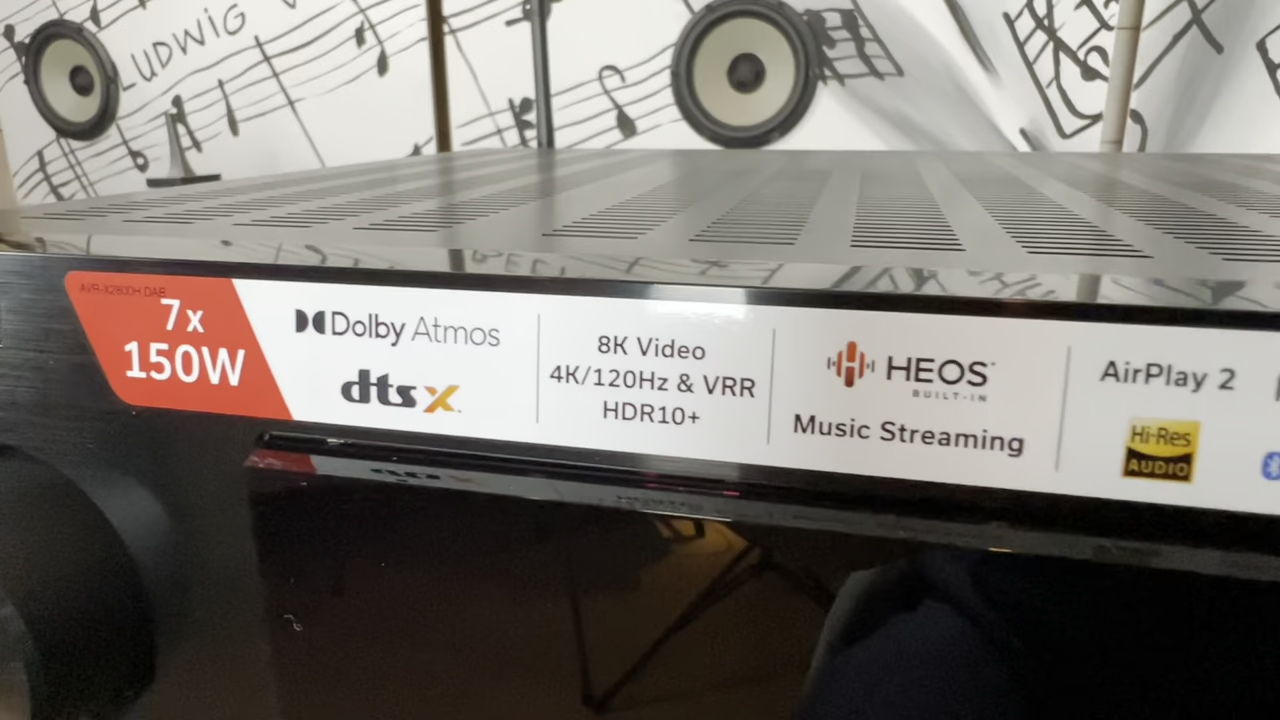 LUDWIG V
AVR-X2800H DAB
7x
150W
Dolby Atmos
dts X
8K Video
4K/120Hz & VRR
HDR10+
HEOS
BUILT-IN
Music Streaming
AirPlay 2
Hi-Res
AUDIO